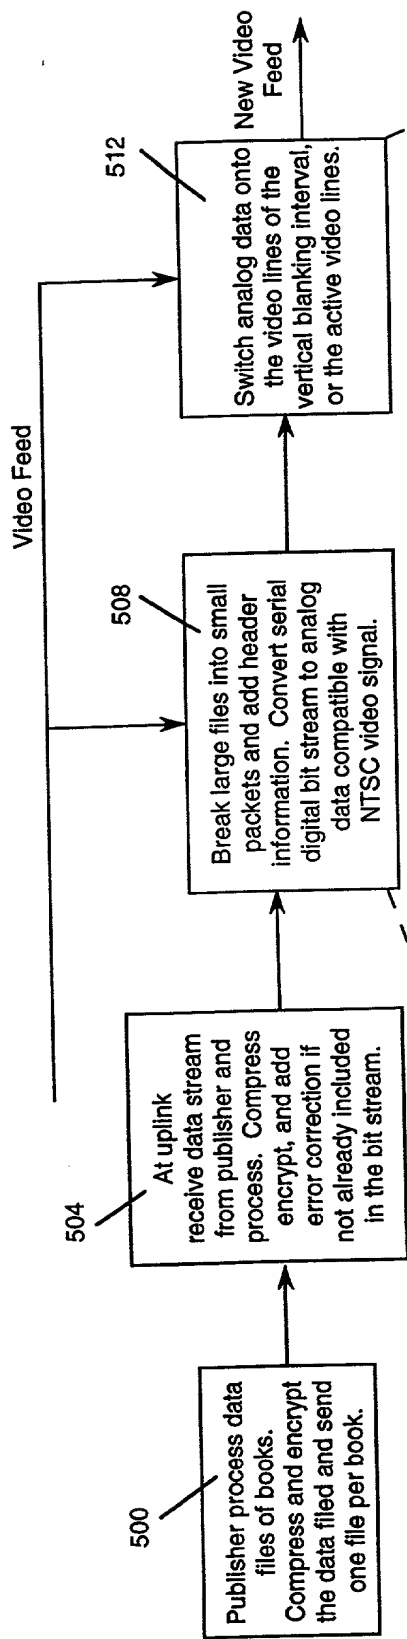 Video Feed
500
Publisher process data
files of books.
Compress and encrypt
the data filed and send
one file per book.
504
At uplink
receive data stream
from publisher and
process. Compress
encrypt, and add
error correction if
not already included
in the bit stream.
508
Break large files into small
packets and add header
information. Convert serial
digital bit stream to analog
data compatible with
NTSC video signal.
512
Switch analog data onto
the video lines of the
vertical blanking interval,
or the active video lines.
New Video
Feed